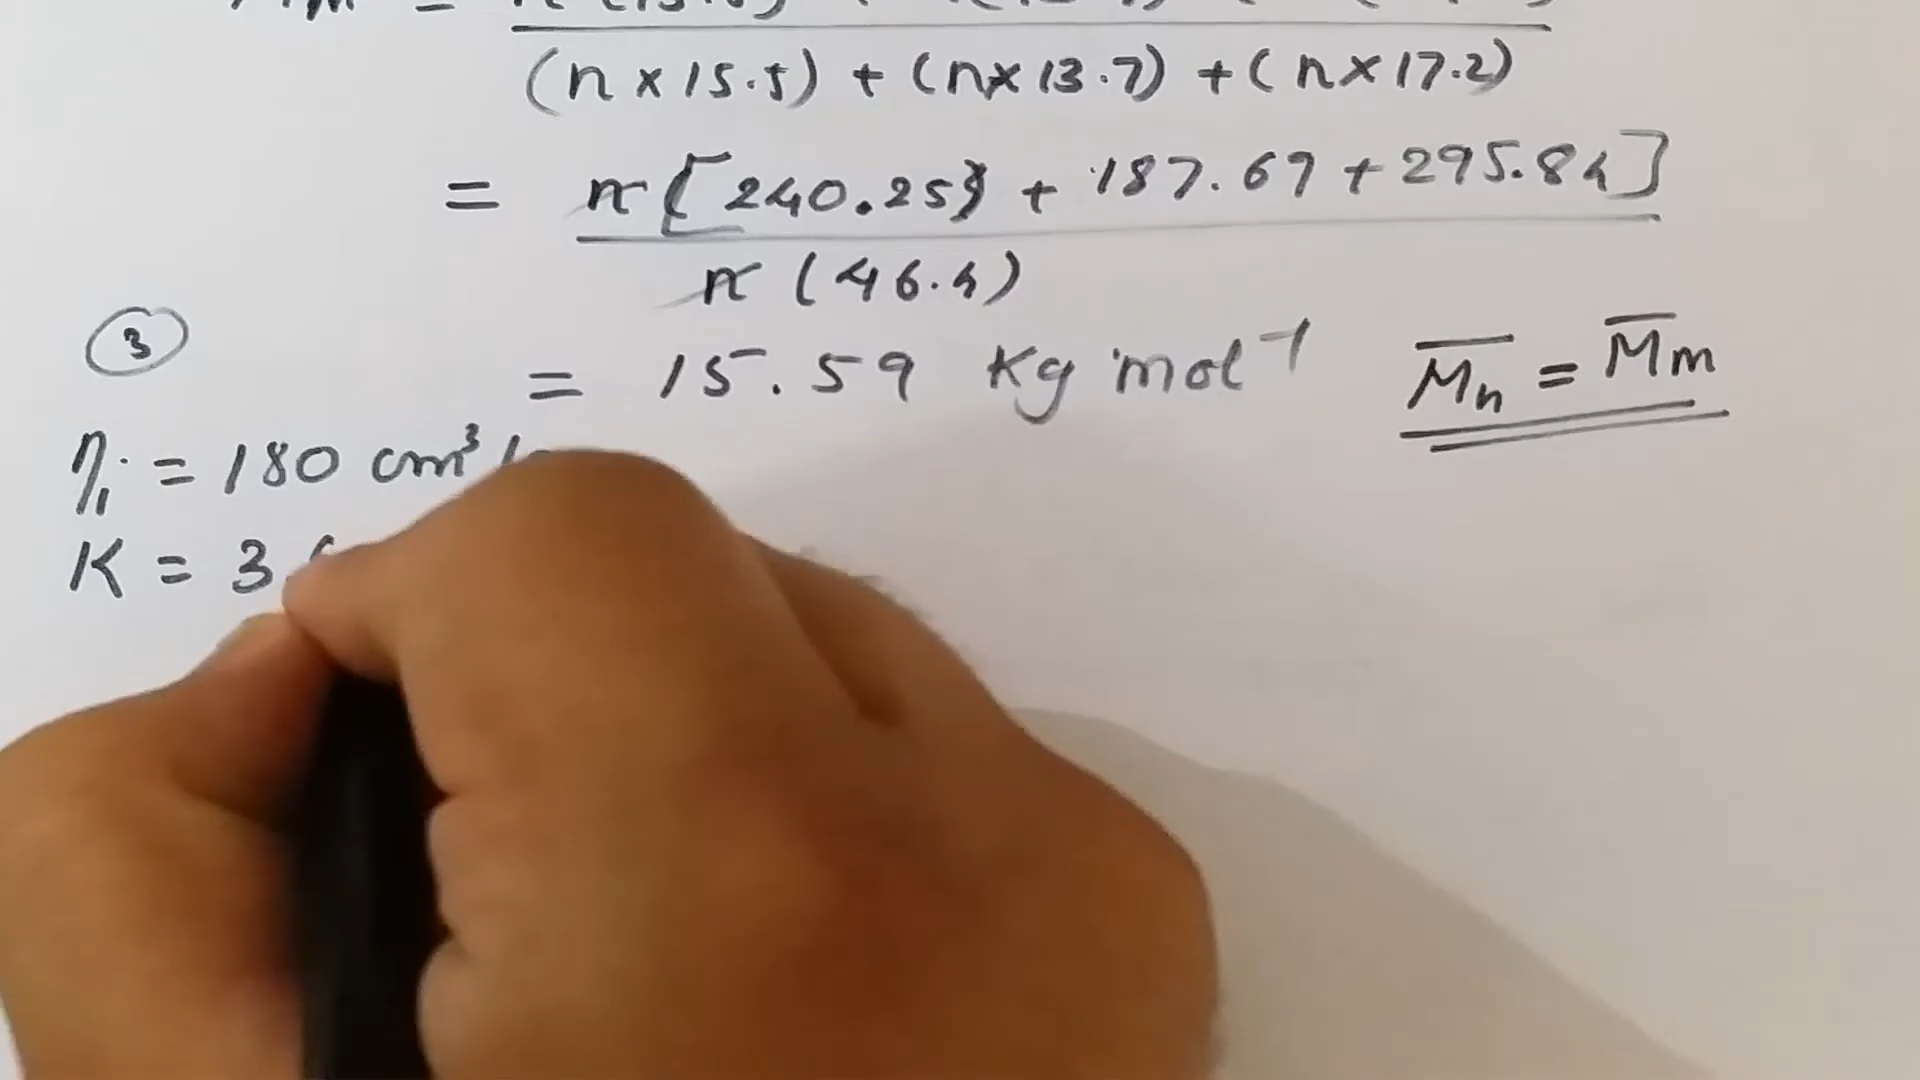 (n x 15.5) + (n x 13.7) + (n x 17.2)
= n[240.25} + 187.69 + 295.84]
n (46.4)
3
= 15.59 Kg mol⁻¹ M̅n = M̅m
ηi = 180 cm³/
K = 3.